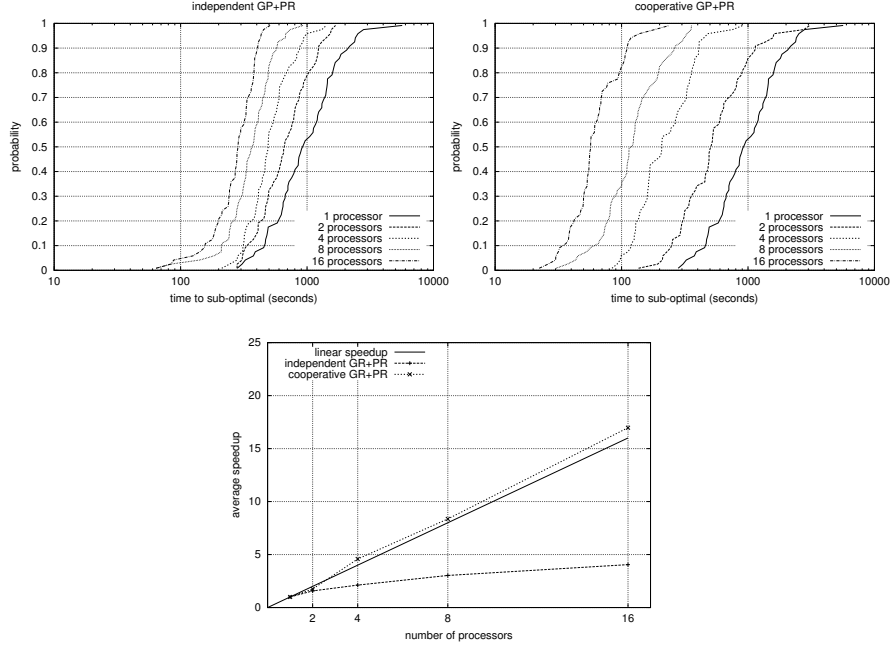 independent GP+PR
1
0.9
0.8
0.7
0.6
0.5
0.4
0.3
0.2
0.1
0
probability
10
100
1000
10000
time to sub-optimal (seconds)
1 processor
2 processors
4 processors
8 processors
16 processors
cooperative GP+PR
1
0.9
0.8
0.7
0.6
0.5
0.4
0.3
0.2
0.1
0
probability
10
100
1000
10000
time to sub-optimal (seconds)
1 processor
2 processors
4 processors
8 processors
16 processors
25
20
15
10
5
0
average speedup
linear speedup
independent GR+PR
cooperative GR+PR
2
4
8
16
number of processors